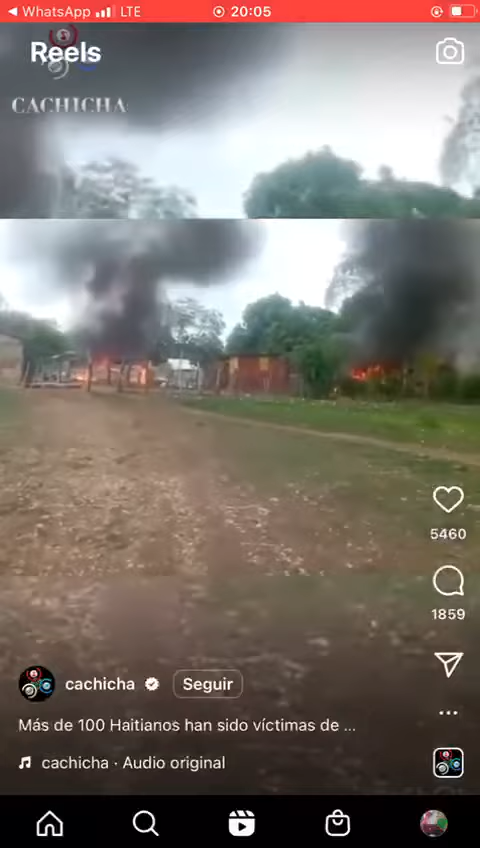 WhatsApp
LTE
20:05
Reels
CACHICHA
5460
1859
cachicha
Seguir
Más de 100 Haitianos han sido víctimas de ...
cachicha · Audio original